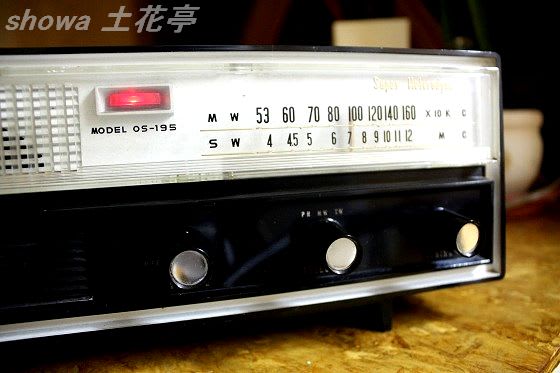 showa 土花亭
Super
MODEL OS-195
M W 53 60 70 80 100 120 140 160 X 10 K C
S W 4 4.5 5 6 7 8 9 10 11 12 M C
PH MW SW